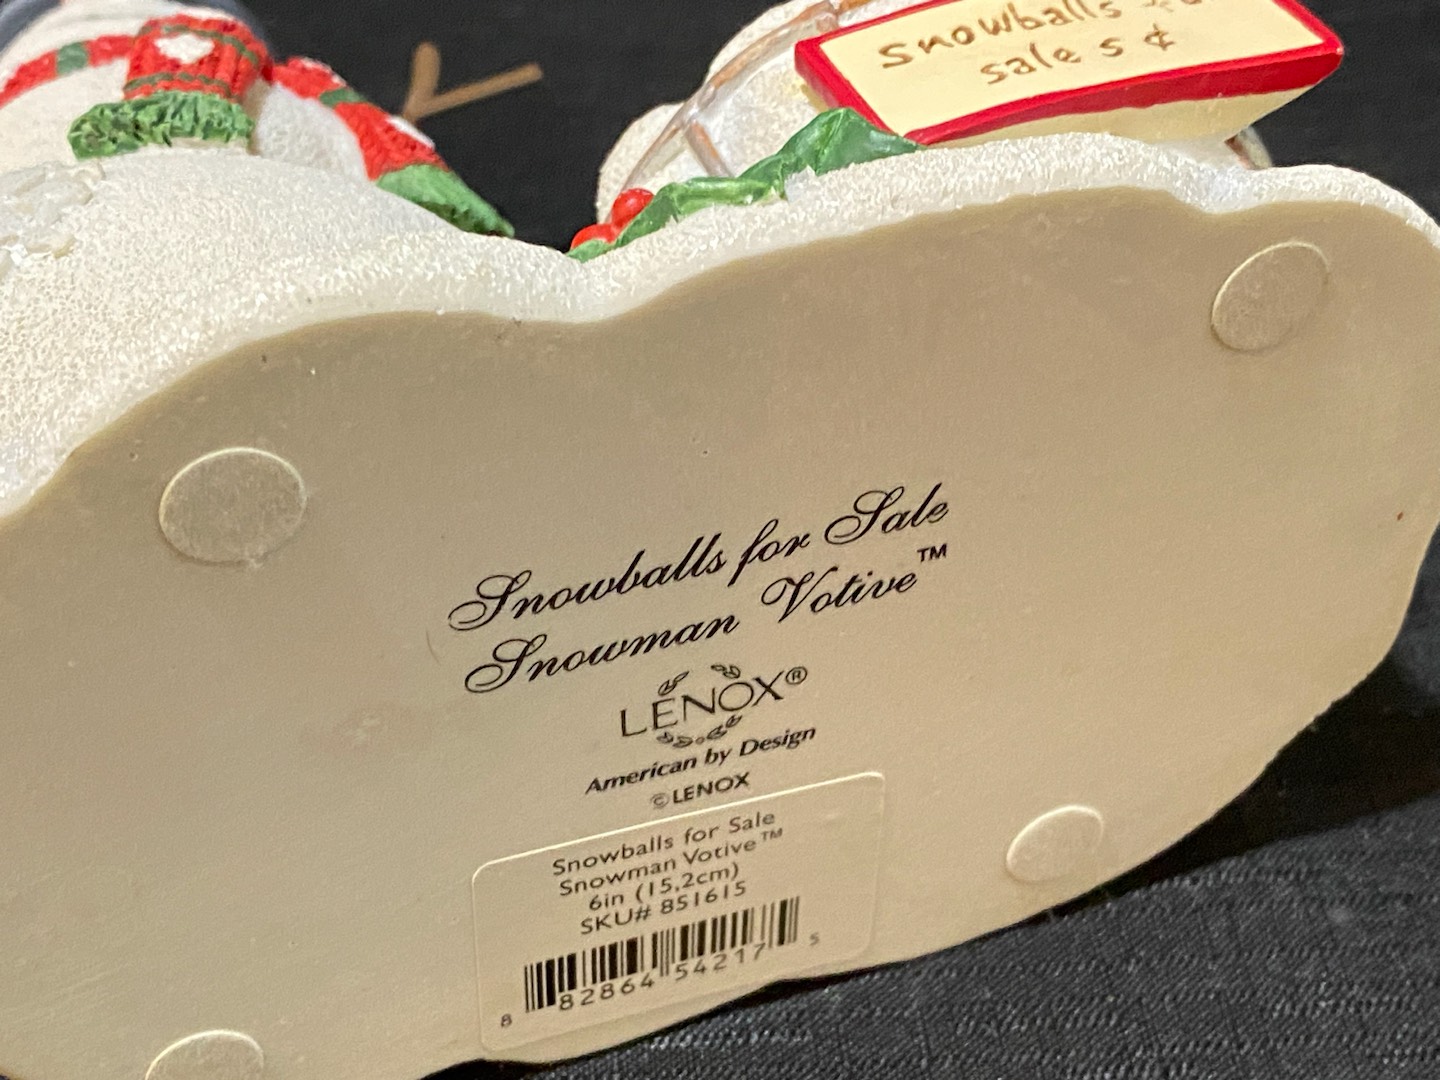 Snowballs
sale 5 ¢
Snowballs for Sale
Snowman Votive™
LENOX®
American by Design
©LENOX
Snowballs for Sale
Snowman Votive™
6in (15,2cm)
SKU# 851615
8 82864 54217 5